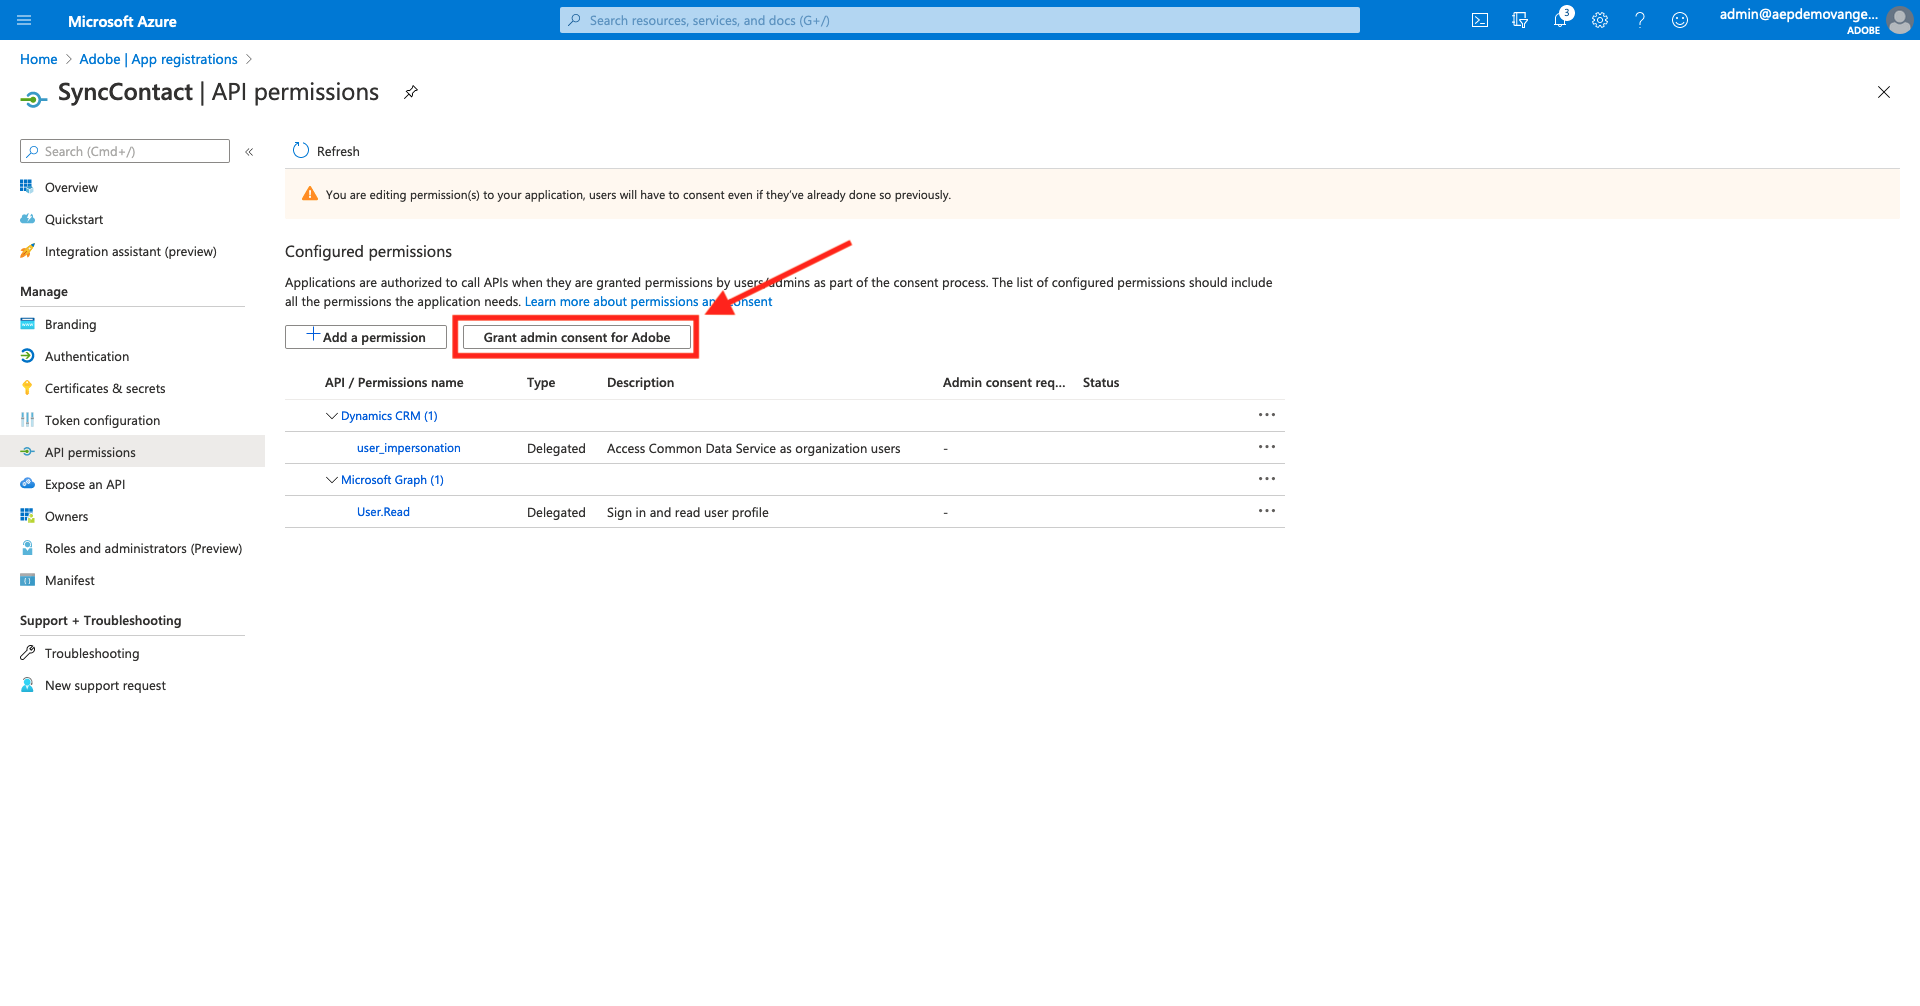 Microsoft Azure
Search resources, services, and docs (G+/)
3
admin@aepdemovange...
ADOBE
Home > Adobe | App registrations >
SyncContact | API permissions
Search (Cmd+/)
«
Overview
Quickstart
Integration assistant (preview)
Manage
Branding
Authentication
Certificates & secrets
Token configuration
API permissions
Expose an API
Owners
Roles and administrators (Preview)
Manifest
Support + Troubleshooting
Troubleshooting
New support request
Refresh
You are editing permission(s) to your application, users will have to consent even if they've already done so previously.
Configured permissions
Applications are authorized to call APIs when they are granted permissions by users/admins as part of the consent process. The list of configured permissions should include
all the permissions the application needs. Learn more about permissions and consent
+ Add a permission
Grant admin consent for Adobe
API / Permissions name Type Description Admin consent req... Status
Dynamics CRM (1) ...
user_impersonation Delegated Access Common Data Service as organization users - ...
Microsoft Graph (1) ...
User.Read Delegated Sign in and read user profile - ...